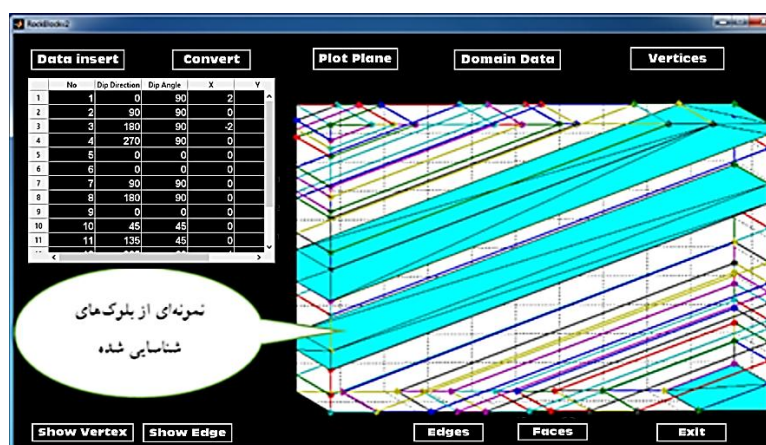 RockBlockv2
Data insert Convert Plot Plane Domain Data Vertices
No Dip Direction Dip Angle X Y
1 1 0 90 2
2 2 90 90 0
3 3 180 90 -2
4 4 270 90 0
5 5 0 0 0
6 6 0 0 0
7 7 90 90 0
8 8 180 90 0
9 9 0 0 0
10 10 45 45 0
11 11 135 45 0
نمونه‌ای از بلوک‌های
شناسایی شده
Show Vertex Show Edge Edges Faces Exit